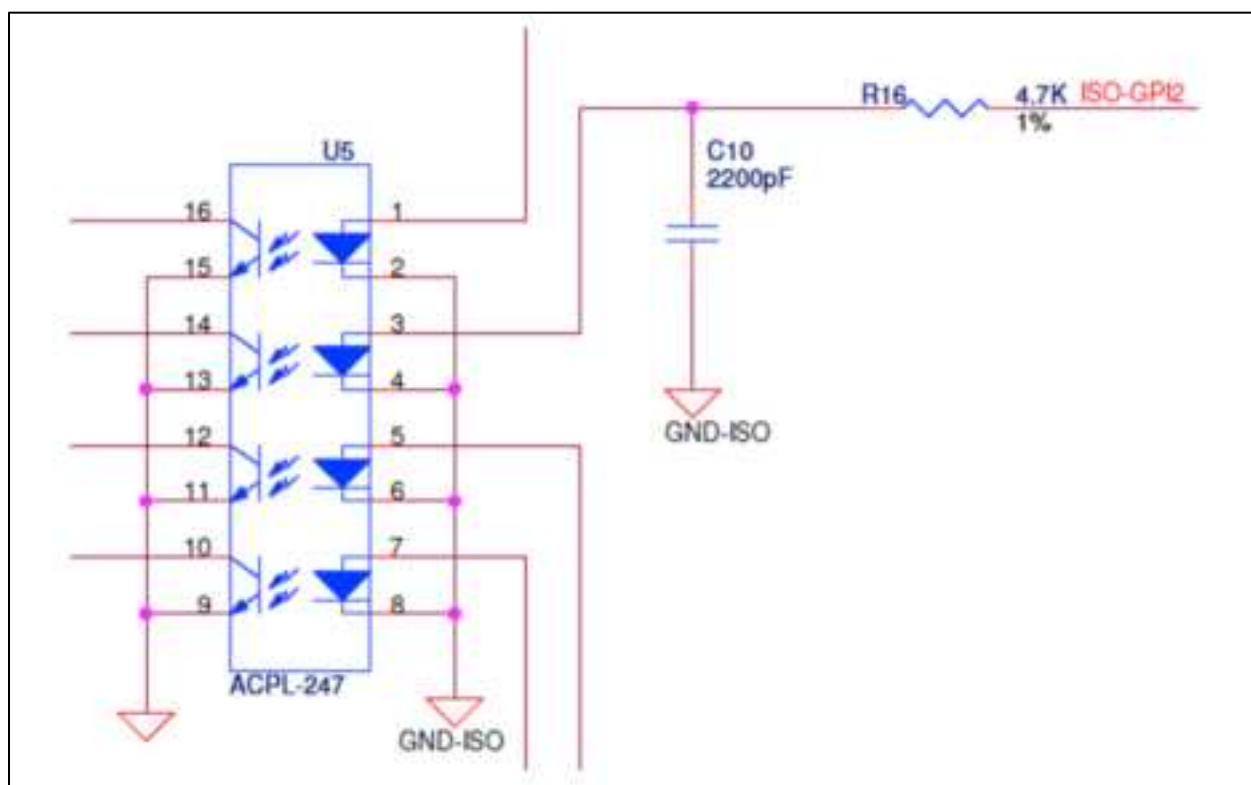 R16 4.7K ISO-GPI2
1%
C10
2200pF
U5
16 1
15 2
14 3
13 4
GND-ISO
12 5
11 6
10 7
9 8
ACPL-247
GND-ISO